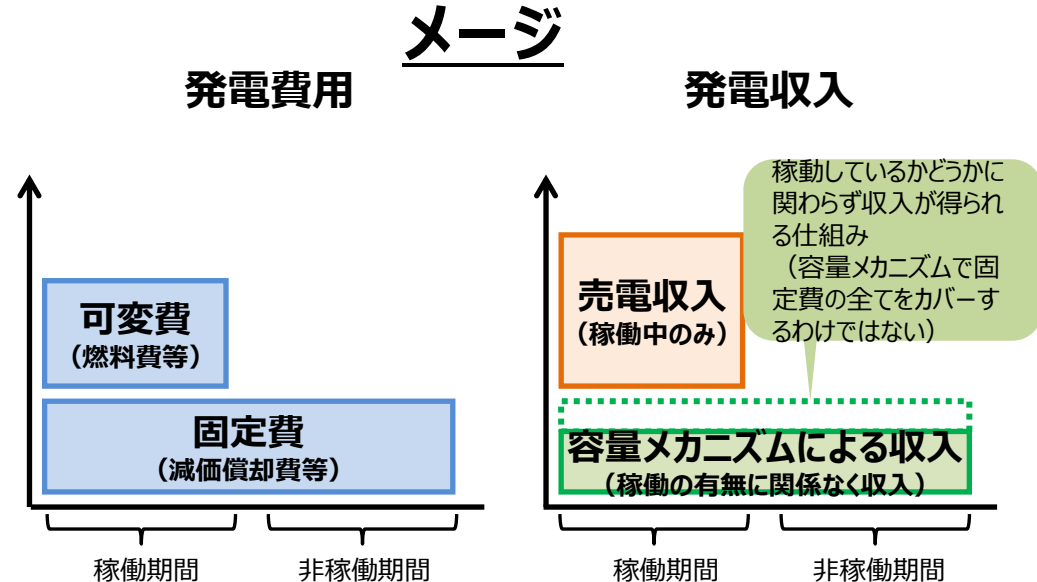 メージ
発電費用
発電収入
可変費
（燃料費等）
固定費
（減価償却費等）
稼働期間
非稼働期間
稼動しているかどうかに
関わらず収入が得られ
る仕組み
（容量メカニズムで固
定費の全てをカバーす
るわけではない）
売電収入
（稼働中のみ）
容量メカニズムによる収入
（稼働の有無に関係なく収入）
稼働期間
非稼働期間